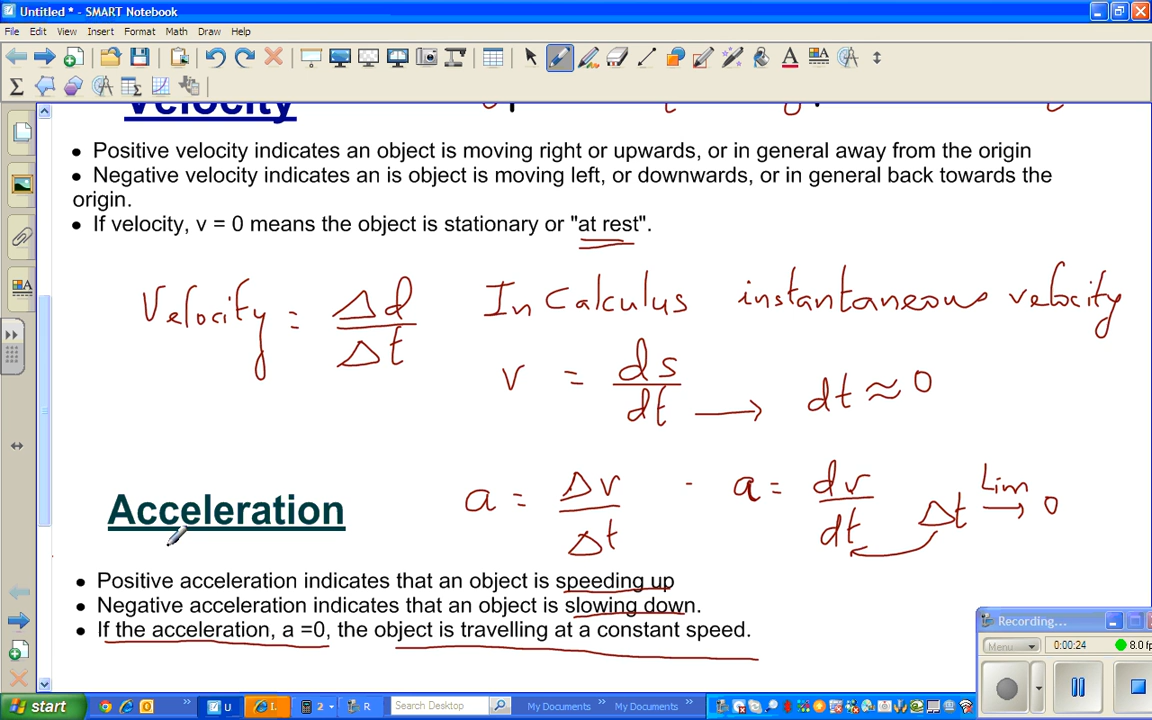 Untitled * - SMART Notebook
File Edit View Insert Format Math Draw Help
Velocity
• Positive velocity indicates an object is moving right or upwards, or in general away from the origin
• Negative velocity indicates an is object is moving left, or downwards, or in general back towards the
origin.
• If velocity, v = 0 means the object is stationary or "at rest".
Velocity = Δd/Δt In Calculus instantaneous velocity
v = ds/dt → dt ≈ 0
Acceleration
a = Δv/Δt - a = dv/dt Δt Lim → 0
• Positive acceleration indicates that an object is speeding up
• Negative acceleration indicates that an object is slowing down.
• If the acceleration, a =0, the object is travelling at a constant speed.
Recording...
Menu 0:00:24 8.0 fp
start U 2 R Search Desktop My Documents My Documents